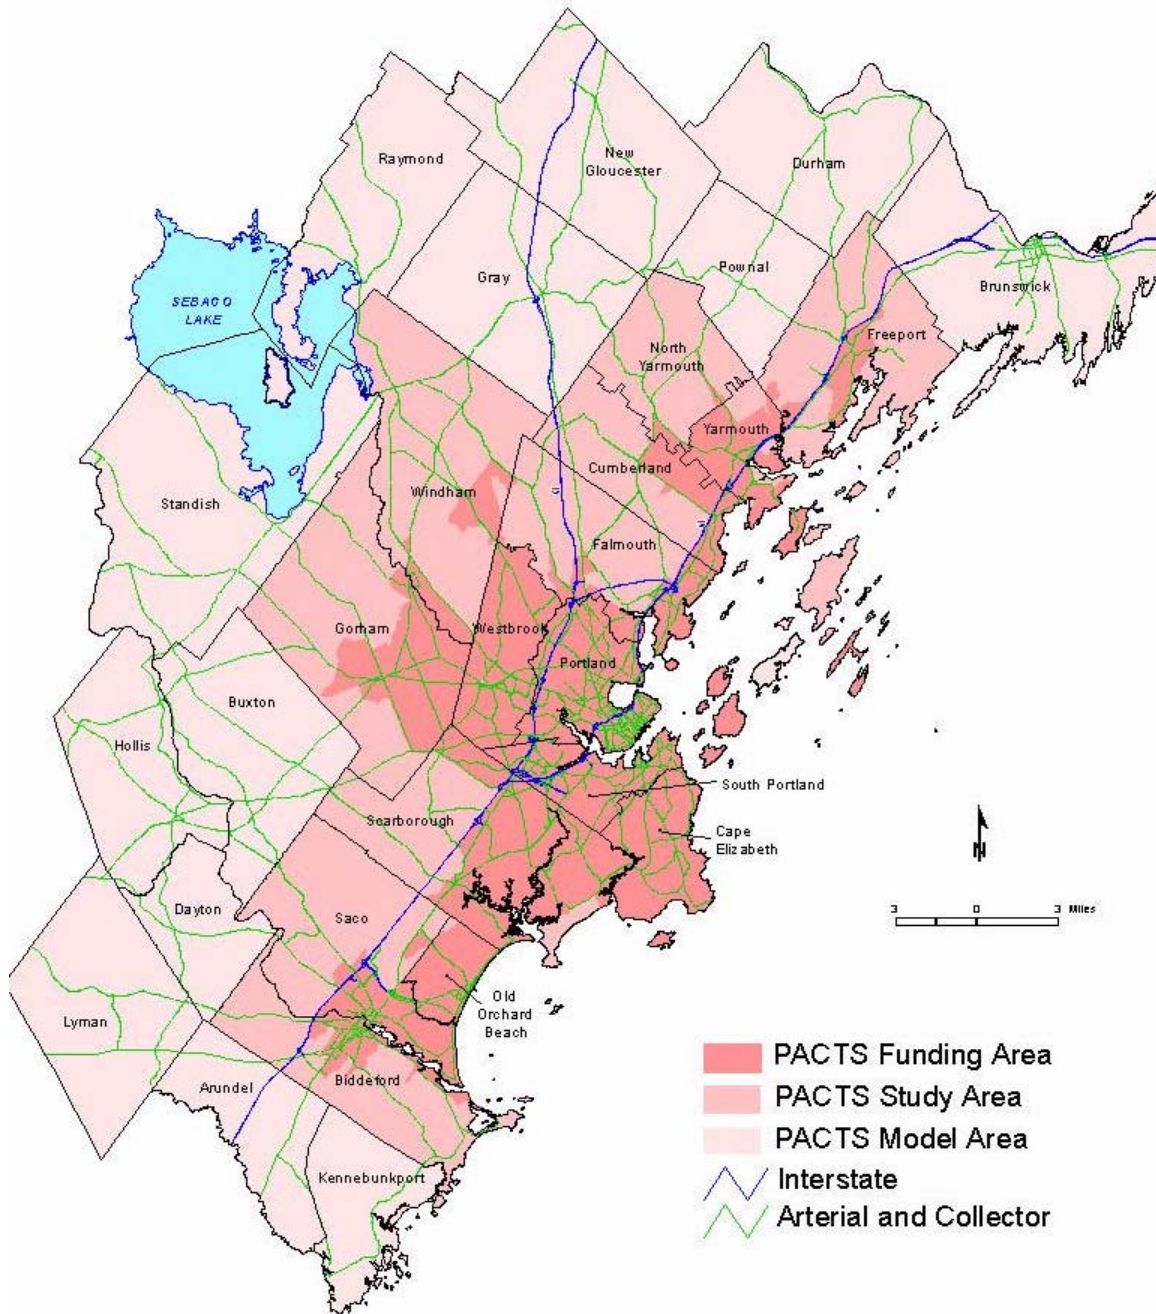 Raymond
New
Gloucester
Durham
Gray
Pownal
SEBAGO
LAKE
Brunswick
Freeport
North
Yarmouth
Yarmouth
Cumberland
Windham
Standish
Falmouth
Gorham
Westbrook
Portland
Buxton
Hollis
South Portland
Scarborough
Cape
Elizabeth
N
Dayton
Saco
3 0 3 Miles
Old
Orchard
Beach
Lyman
Biddeford
Arundel
Kennebunkport
PACTS Funding Area
PACTS Study Area
PACTS Model Area
Interstate
Arterial and Collector